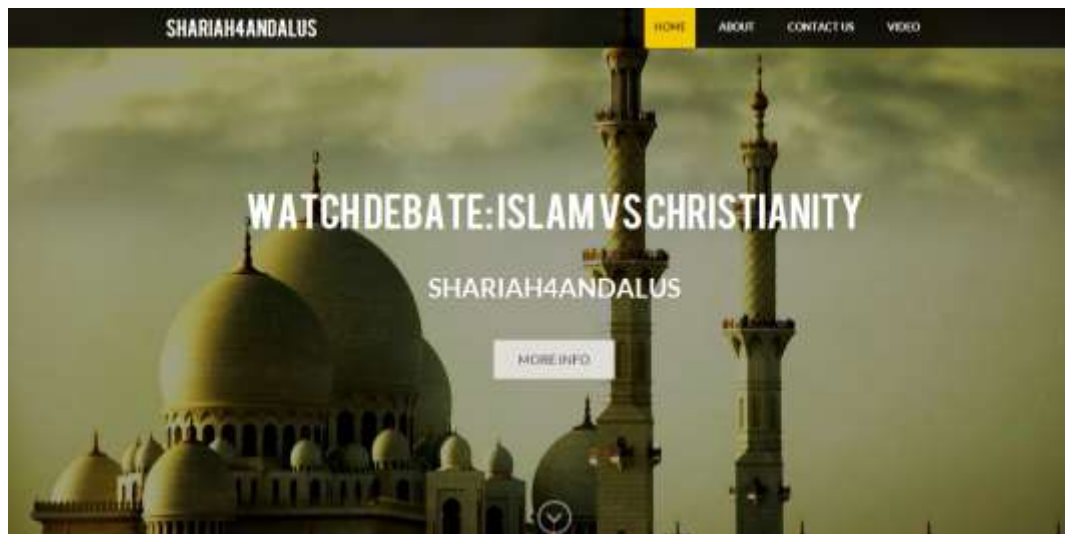 SHARIAH4ANDALUS
HOME ABOUT CONTACT US VIDEO
WATCH DEBATE: ISLAM VS CHRISTIANITY
SHARIAH4ANDALUS
MORE INFO